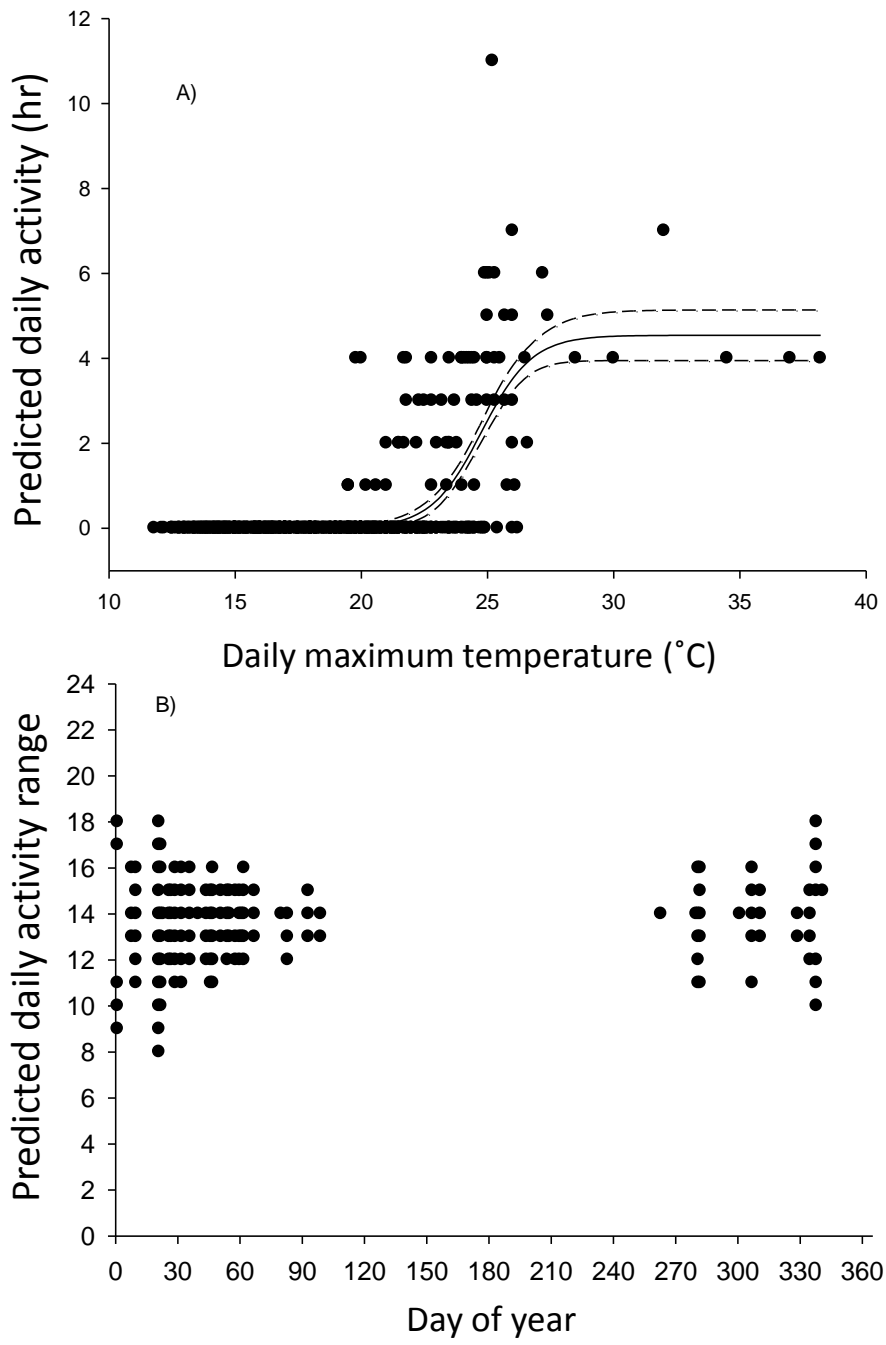 12
10
8
6
4
2
0
Predicted daily activity (hr)
A)
10 15 20 25 30 35 40
Daily maximum temperature (˚C)
24
22
20
18
16
14
12
10
8
6
4
2
0
Predicted daily activity range
B)
0 30 60 90 120 150 180 210 240 270 300 330 360
Day of year